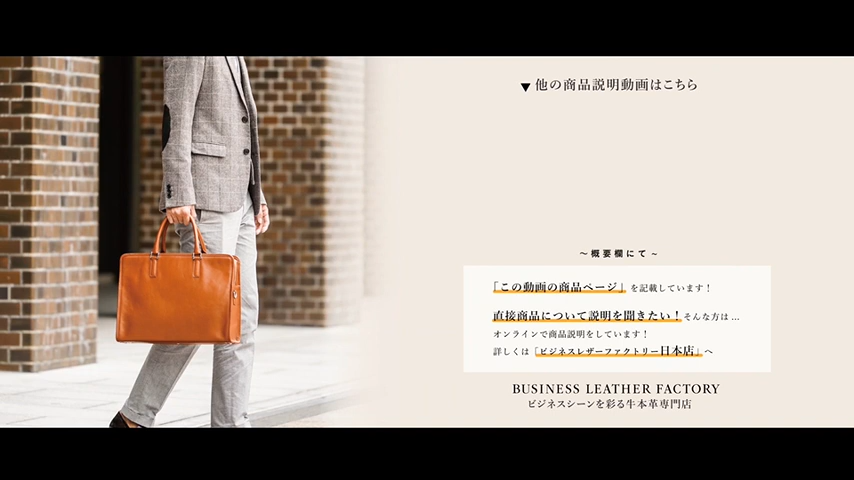 ▼他の商品説明動画はこちら
～概要欄にて～
「この動画の商品ページ」を記載しています！
直接商品について説明を聞きたい！そんな方は...
オンラインで商品説明をしています！
詳しくは「ビジネスレザーファクトリー日本店」へ
BUSINESS LEATHER FACTORY
ビジネスシーンを彩る牛本革専門店